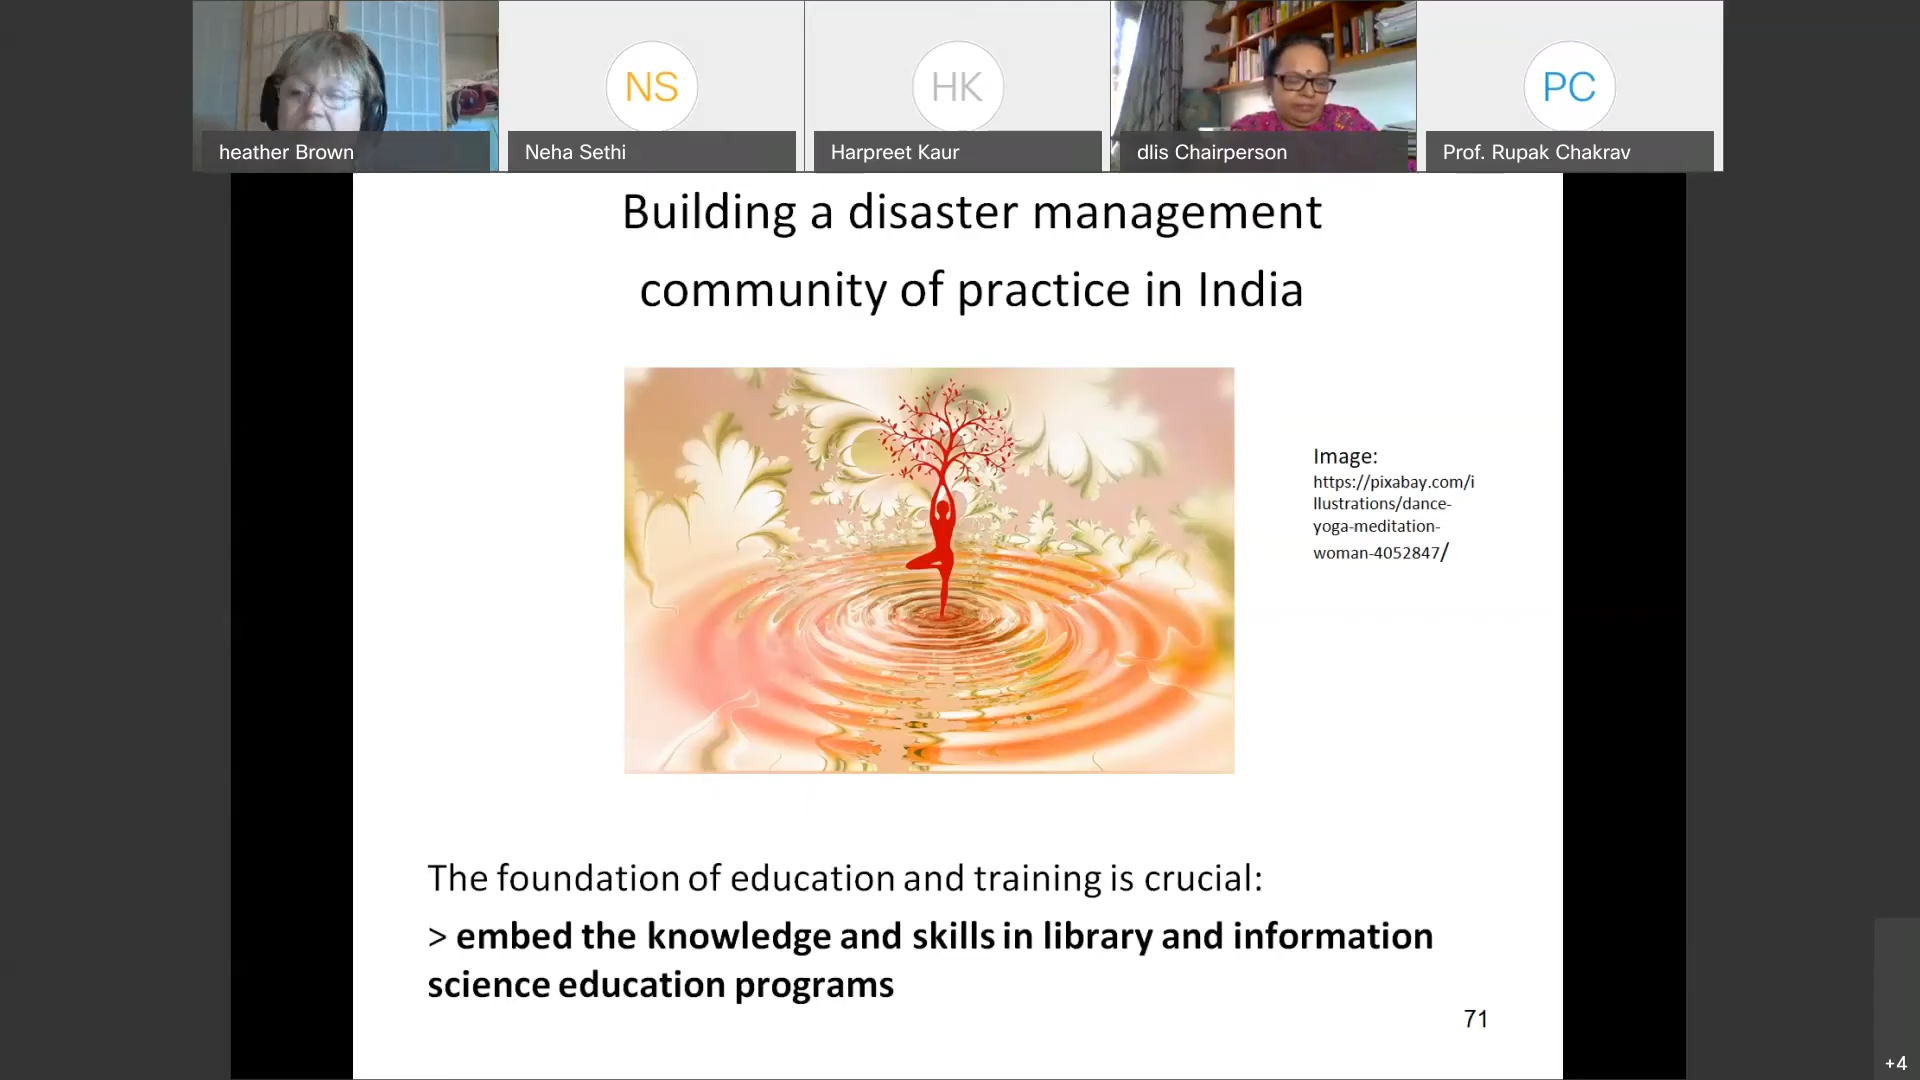 NS
HK
PC
heather Brown
Neha Sethi
Harpreet Kaur
dlis Chairperson
Prof. Rupak Chakrav
Building a disaster management
community of practice in India
Image:
https://pixabay.com/i
llustrations/dance-
yoga-meditation-
woman-4052847/
The foundation of education and training is crucial:
> embed the knowledge and skills in library and information
science education programs
71
+4